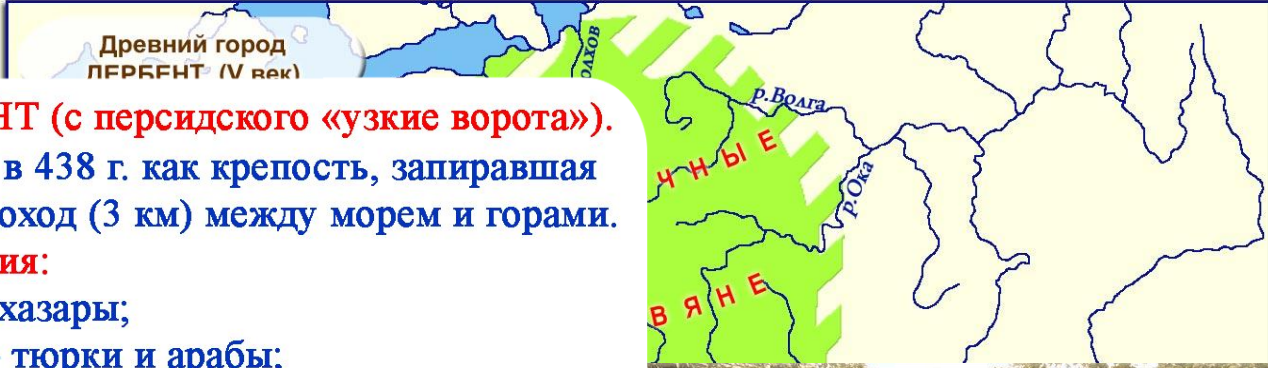 Древний город
ДЕРБЕНТ (V век)
НТ (с персидского «узкие ворота»).
в 438 г. как крепость, запиравшая
оход (3 км) между морем и горами.
ия:
хазары;
тюрки и арабы;
олхов
р.Волга
ЧНЫЕ
р.Ока
ВЯНЕ